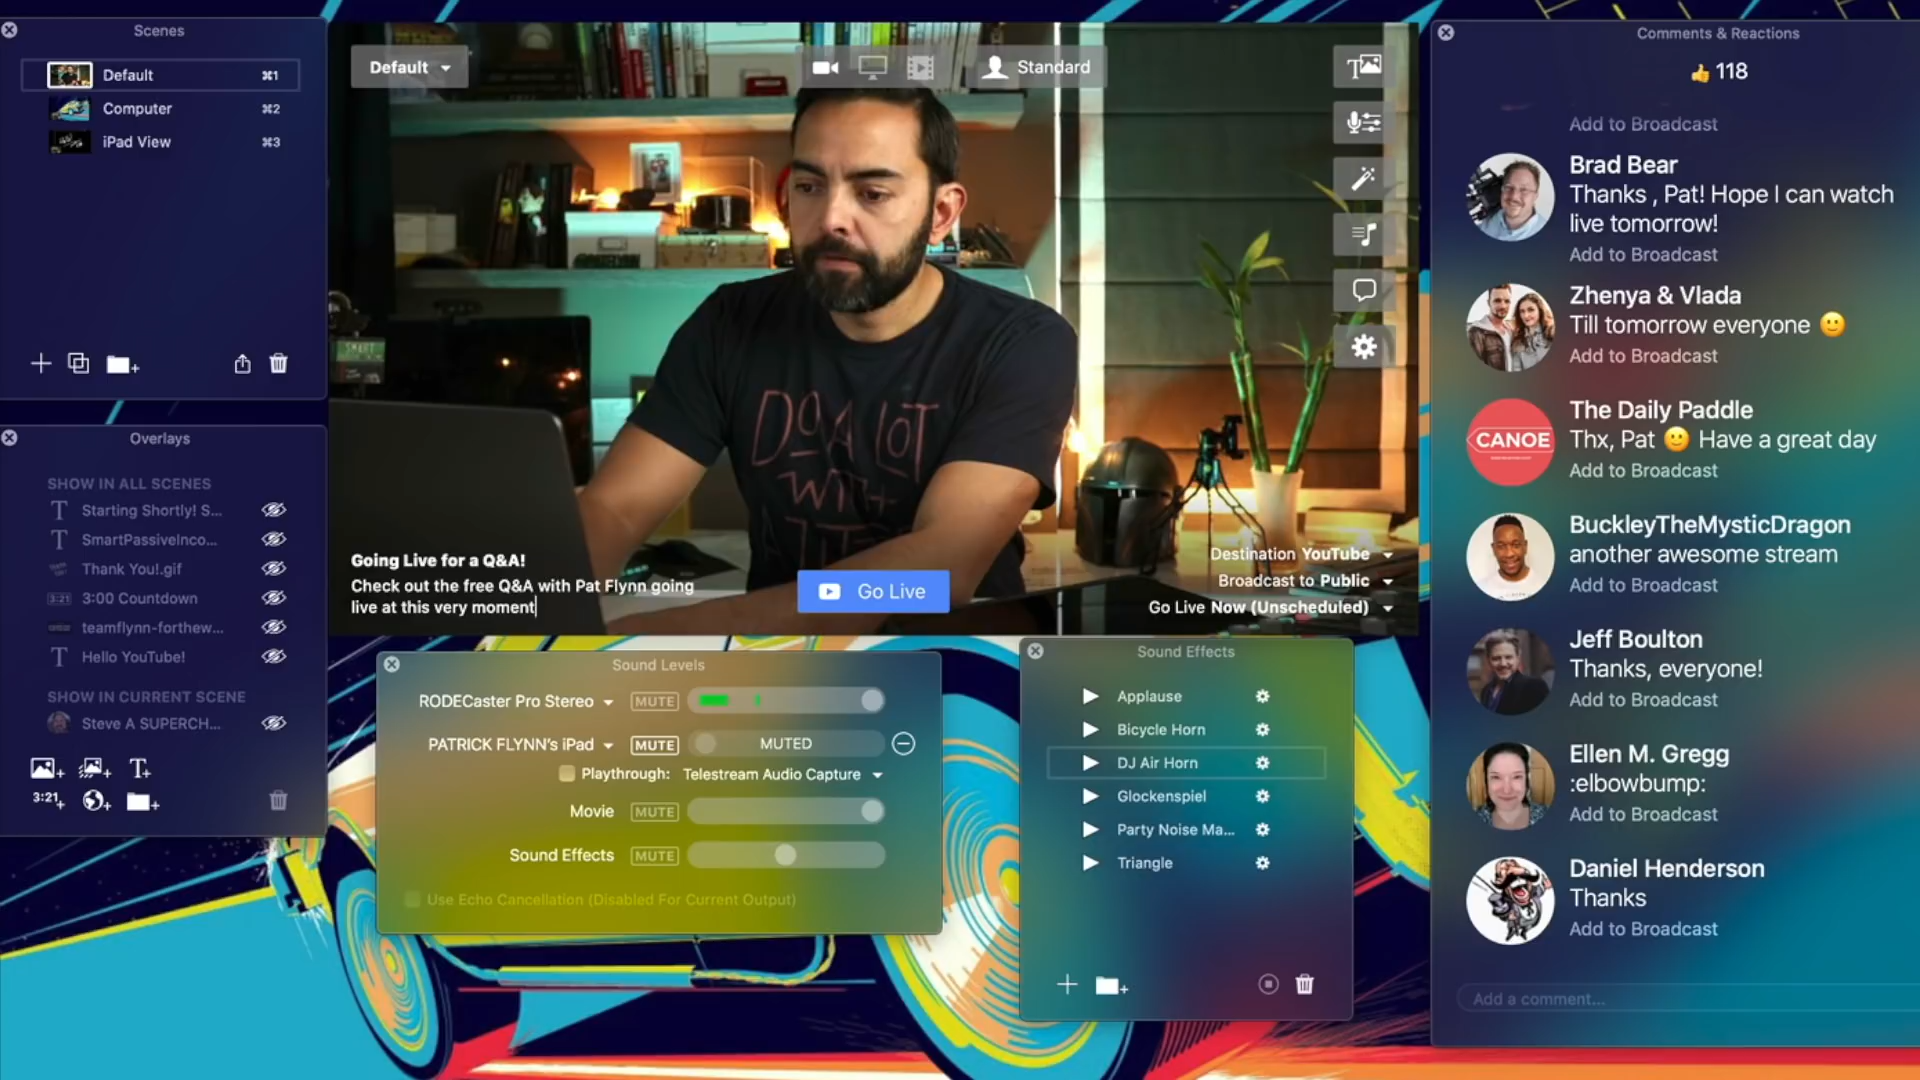 Scenes
Default ⌘1
Computer ⌘2
iPad View ⌘3
Overlays
SHOW IN ALL SCENES
Starting Shortly! S...
SmartPassiveInco...
Thank You!.gif
3:21 3:00 Countdown
teamflynn-forthew...
Hello YouTube!
SHOW IN CURRENT SCENE
Steve A SUPERCH...
3:21+
Default
Standard
DO A LOT
WITH
A
SMART
Going Live for a Q&A!
Check out the free Q&A with Pat Flynn going
live at this very moment
Go Live
Destination YouTube
Broadcast to Public
Go Live Now (Unscheduled)
Sound Levels
RODECaster Pro Stereo MUTE
PATRICK FLYNN's iPad MUTE MUTED
Playthrough: Telestream Audio Capture
Movie MUTE
Sound Effects MUTE
Use Echo Cancellation (Disabled For Current Output)
Sound Effects
Applause
Bicycle Horn
DJ Air Horn
Glockenspiel
Party Noise Ma...
Triangle
Comments & Reactions
👍 118
Add to Broadcast
Brad Bear
Thanks , Pat! Hope I can watch
live tomorrow!
Add to Broadcast
Zhenya & Vlada
Till tomorrow everyone 🙂
Add to Broadcast
CANOE
The Daily Paddle
Thx, Pat 🙂 Have a great day
Add to Broadcast
BuckleyTheMysticDragon
another awesome stream
Add to Broadcast
Jeff Boulton
Thanks, everyone!
Add to Broadcast
Ellen M. Gregg
:elbowbump:
Add to Broadcast
Daniel Henderson
Thanks
Add to Broadcast
Add a comment...